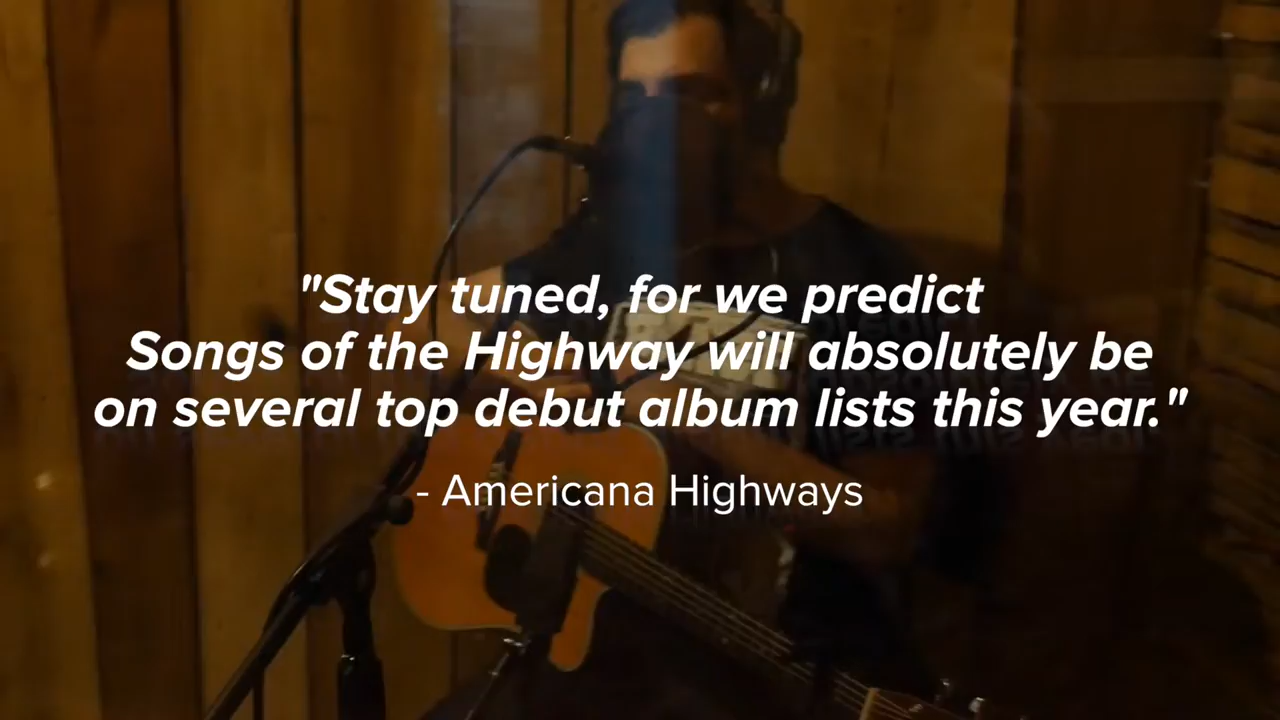 "Stay tuned, for we predict
Songs of the Highway will absolutely be
on several top debut album lists this year."
- Americana Highways